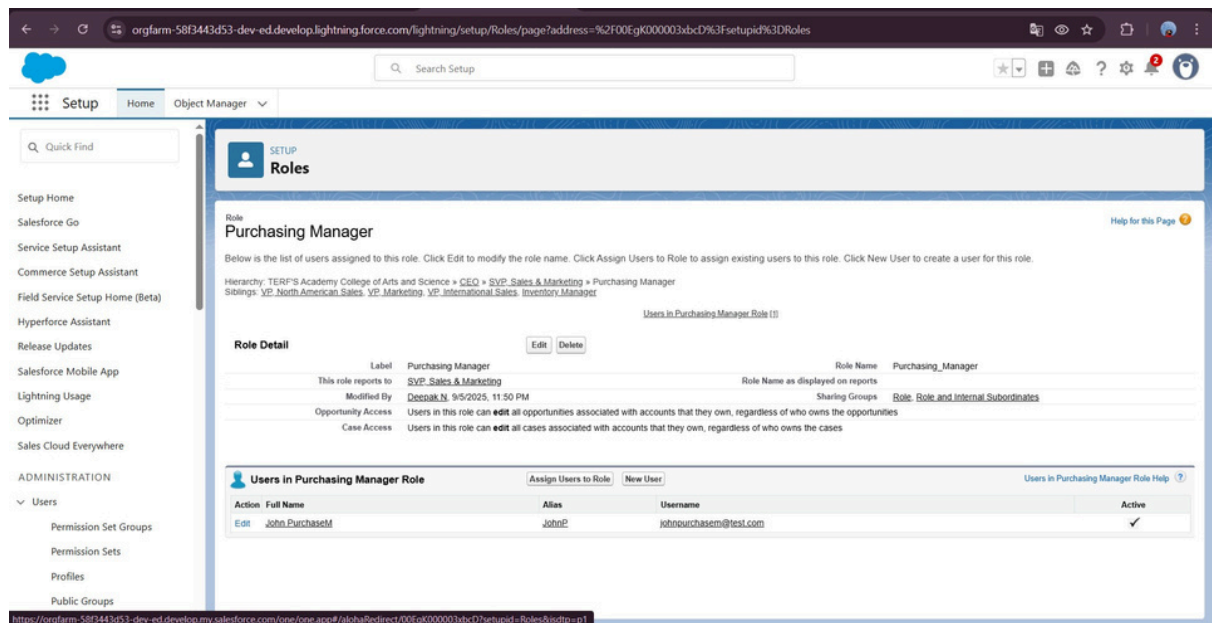 orgfarm-58f3443d53-dev-ed.develop.lightning.force.com/lightning/setup/Roles/page?address=%2F00EgK000003xbcD%3Fsetupid%3DRoles
Search Setup
2
Setup Home Object Manager
Quick Find
Setup Home
Salesforce Go
Service Setup Assistant
Commerce Setup Assistant
Field Service Setup Home (Beta)
Hyperforce Assistant
Release Updates
Salesforce Mobile App
Lightning Usage
Optimizer
Sales Cloud Everywhere
ADMINISTRATION
Users
Permission Set Groups
Permission Sets
Profiles
Public Groups
SETUP
Roles
Role
Purchasing Manager
Help for this Page ?
Below is the list of users assigned to this role. Click Edit to modify the role name. Click Assign Users to Role to assign existing users to this role. Click New User to create a user for this role.
Hierarchy: TERF'S Academy College of Arts and Science » CEO » SVP, Sales & Marketing » Purchasing Manager
Siblings: VP, North American Sales, VP, Marketing, VP, International Sales, Inventory Manager
Users in Purchasing Manager Role [1]
Role Detail Edit Delete
Label Purchasing Manager Role Name Purchasing_Manager
This role reports to SVP, Sales & Marketing Role Name as displayed on reports
Modified By Deepak N, 9/5/2025, 11:50 PM Sharing Groups Role, Role and Internal Subordinates
Opportunity Access Users in this role can edit all opportunities associated with accounts that they own, regardless of who owns the opportunities
Case Access Users in this role can edit all cases associated with accounts that they own, regardless of who owns the cases
Users in Purchasing Manager Role Assign Users to Role New User Users in Purchasing Manager Role Help ?
Action Full Name Alias Username Active
Edit John PurchaseM JohnP johnpurchasem@test.com ✓
https://orgfarm-58f3443d53-dev-ed.develop.my.salesforce.com/one/one.app#/alohaRedirect/00EgK000003xbcD?setupid=Roles&isdtp=p1